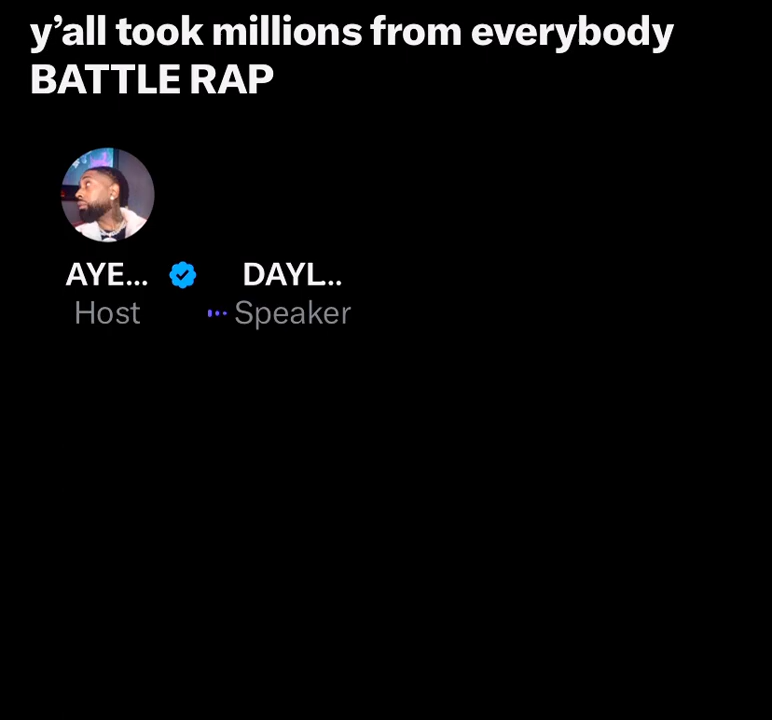 y’all took millions from everybody
BATTLE RAP
AYE... DAYL..
Host Speaker